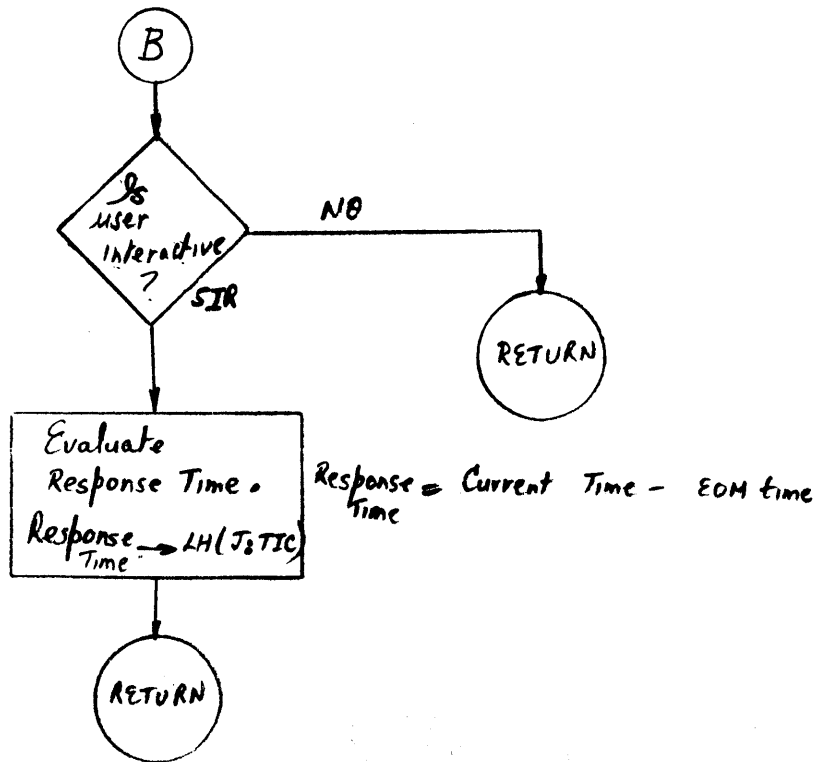 B
Is
user
interactive
?
NO
SIR
RETURN
Evaluate
Response Time.
Response Time → LH(J:TIC)
Response Time = Current Time - EOM time
RETURN